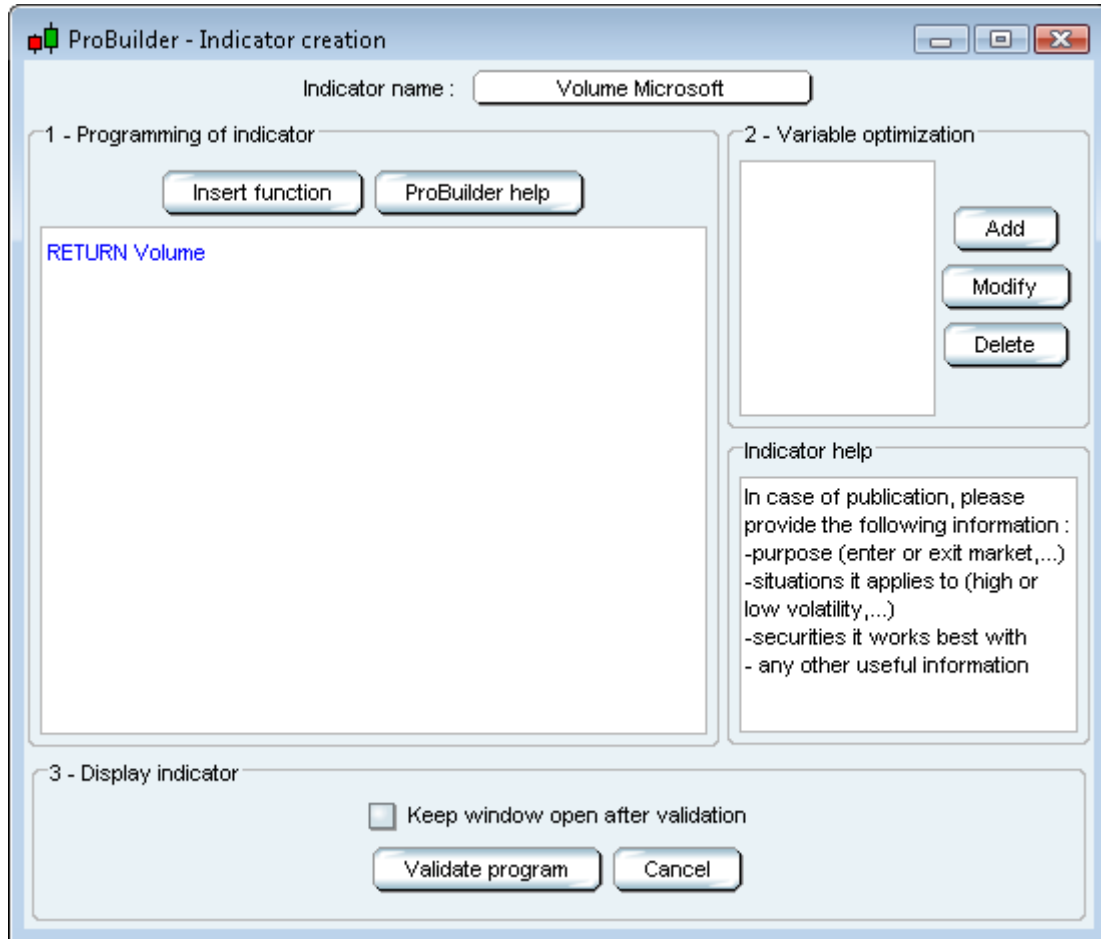 ProBuilder - Indicator creation
Indicator name : Volume Microsoft
1 - Programming of indicator
Insert function ProBuilder help
RETURN Volume
2 - Variable optimization
Add
Modify
Delete
Indicator help
In case of publication, please
provide the following information :
-purpose (enter or exit market,...)
-situations it applies to (high or
low volatility,...)
-securities it works best with
- any other useful information
3 - Display indicator
Keep window open after validation
Validate program Cancel